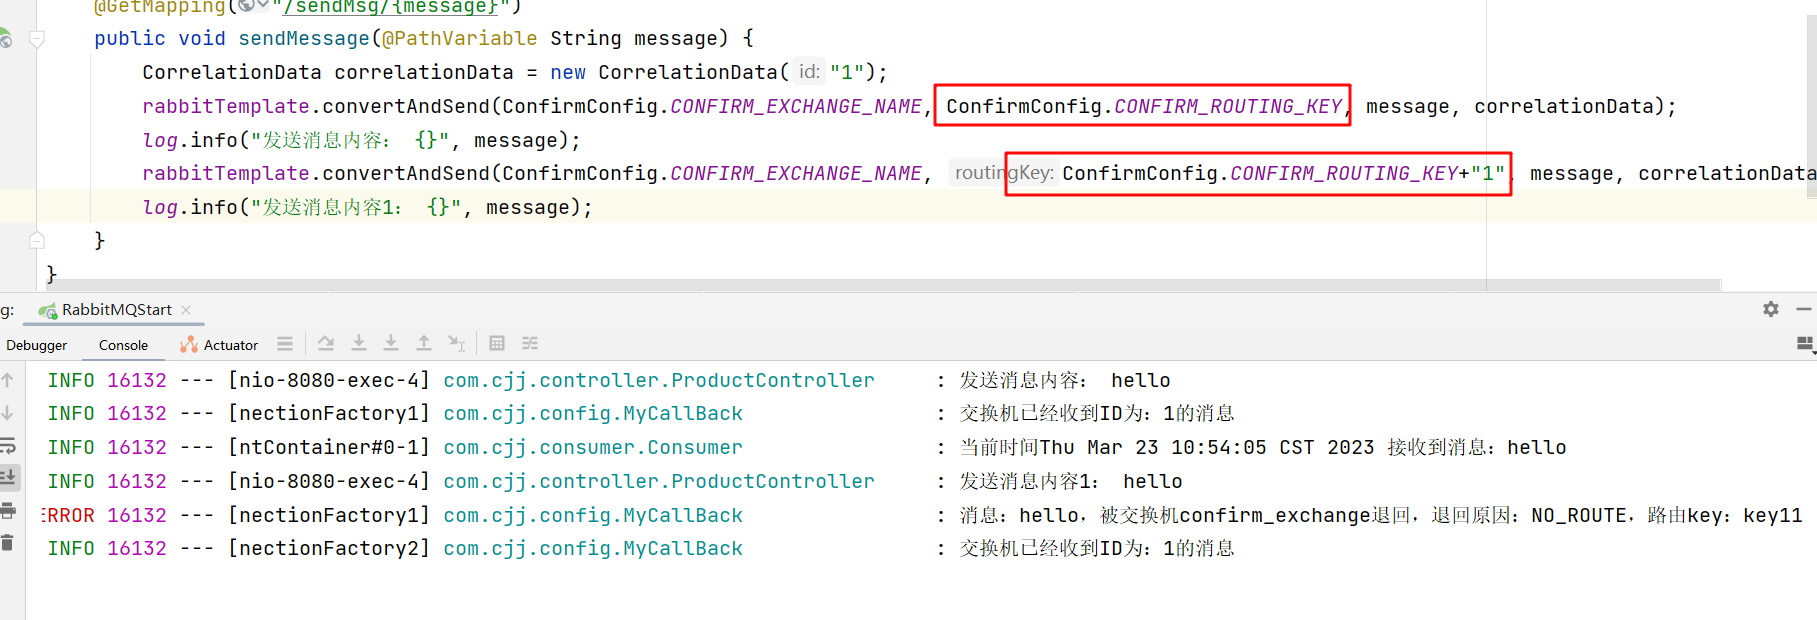 @GetMapping("/sendMsg/{message}")
public void sendMessage(@PathVariable String message) {
CorrelationData correlationData = new CorrelationData( id: "1");
rabbitTemplate.convertAndSend(ConfirmConfig.CONFIRM_EXCHANGE_NAME, ConfirmConfig.CONFIRM_ROUTING_KEY, message, correlationData);
log.info("发送消息内容: {}", message);
rabbitTemplate.convertAndSend(ConfirmConfig.CONFIRM_EXCHANGE_NAME, routingKey: ConfirmConfig.CONFIRM_ROUTING_KEY+"1", message, correlationData
log.info("发送消息内容1: {}", message);
}
}
g: RabbitMQStart
Debugger Console Actuator
INFO 16132 --- [nio-8080-exec-4] com.cjj.controller.ProductController : 发送消息内容: hello
INFO 16132 --- [nectionFactory1] com.cjj.config.MyCallBack : 交换机已经收到ID为:1的消息
INFO 16132 --- [ntContainer#0-1] com.cjj.consumer.Consumer : 当前时间Thu Mar 23 10:54:05 CST 2023 接收到消息:hello
INFO 16132 --- [nio-8080-exec-4] com.cjj.controller.ProductController : 发送消息内容1: hello
ERROR 16132 --- [nectionFactory1] com.cjj.config.MyCallBack : 消息:hello,被交换机confirm_exchange退回,退回原因:NO_ROUTE,路由key:key11
INFO 16132 --- [nectionFactory2] com.cjj.config.MyCallBack : 交换机已经收到ID为:1的消息